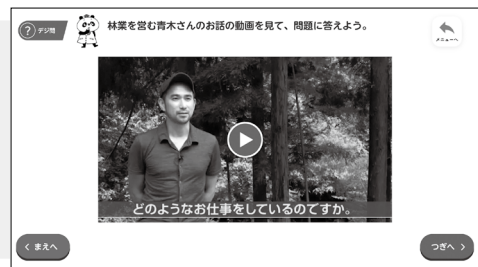 ? デジ問
林業を営む青木さんのお話の動画を見て、問題に答えよう。
メニューへ
どのようなお仕事をしているのですか。
< まえへ
つぎへ >